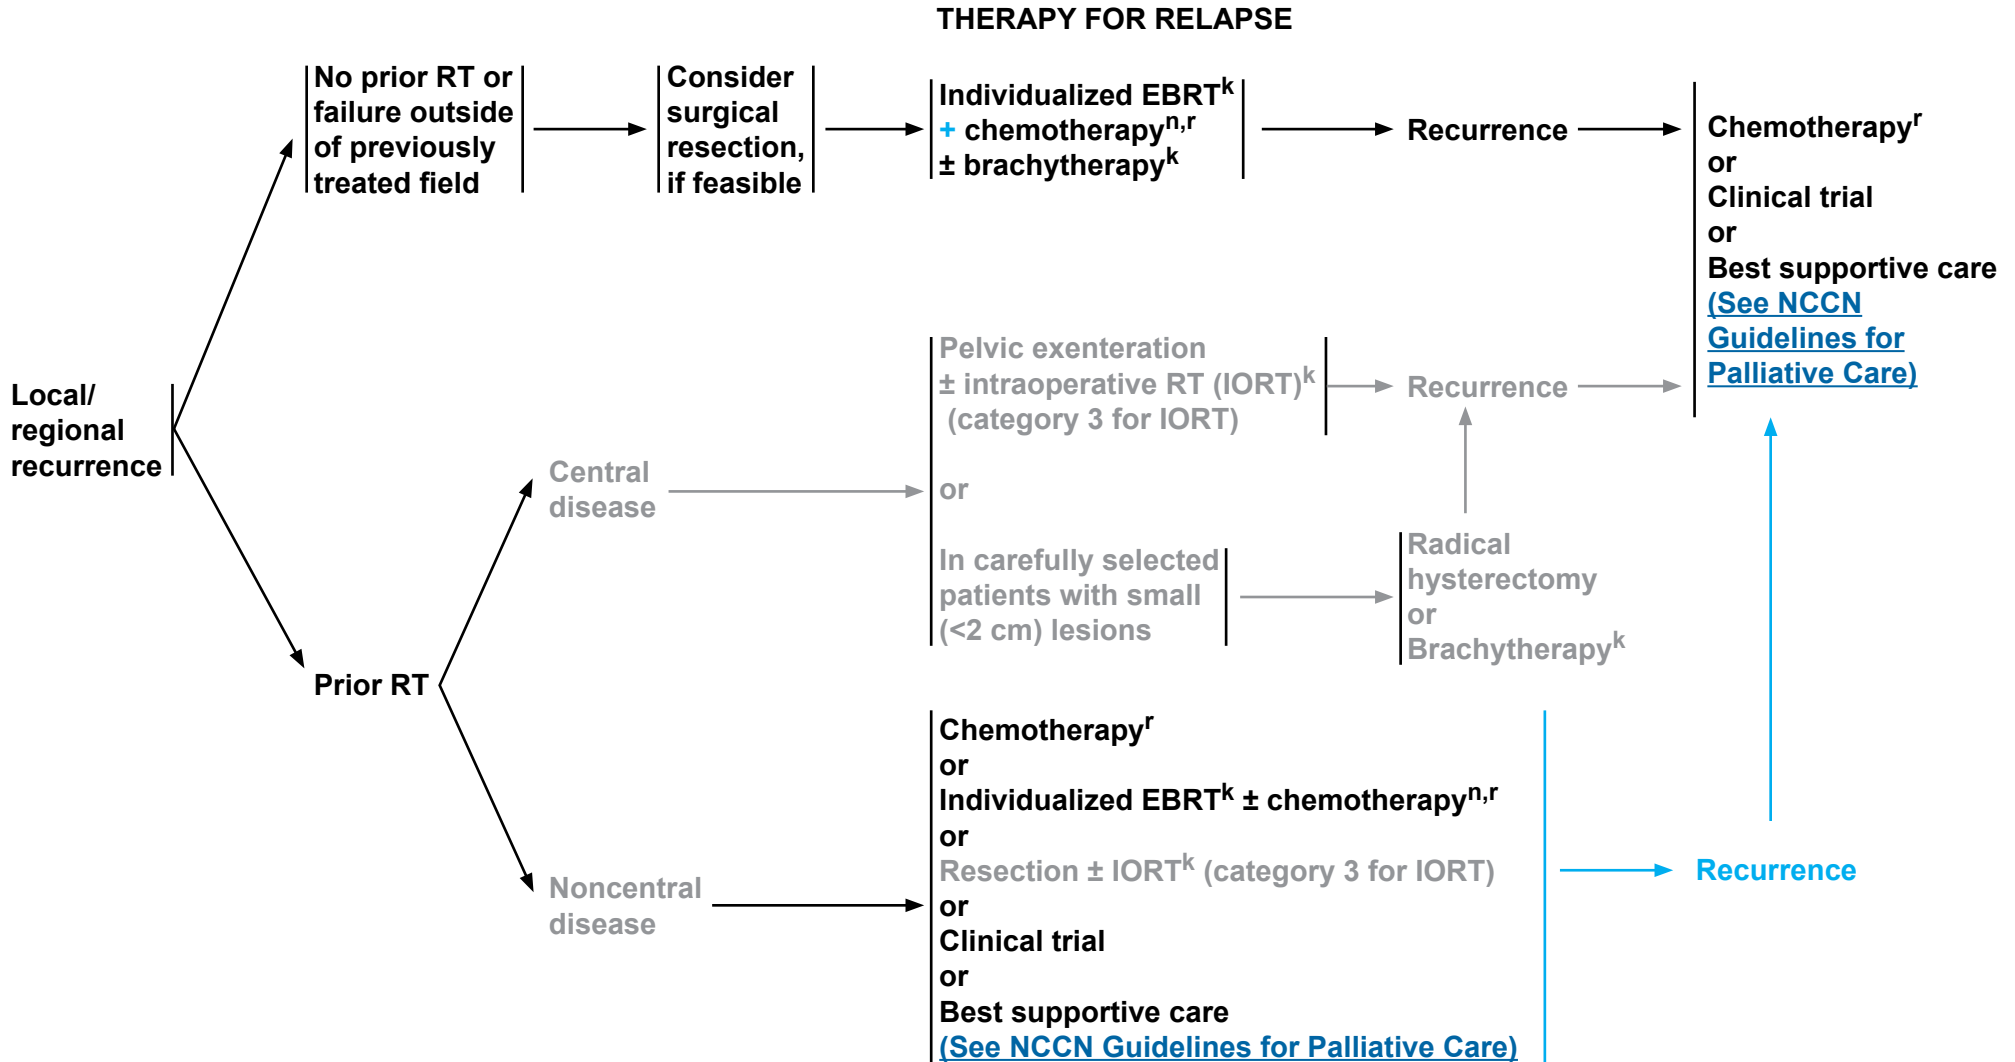 THERAPY FOR RELAPSE
Local/
regional
recurrence
No prior RT or
failure outside
of previously
treated field
Consider
surgical
resection,
if feasible
Individualized EBRTᵏ
+ chemotherapyⁿ,ʳ
± brachytherapyᵏ
Recurrence
Chemotherapyʳ
or
Clinical trial
or
Best supportive care
(See NCCN
Guidelines for
Palliative Care)
Prior RT
Central
disease
Pelvic exenteration
± intraoperative RT (IORT)ᵏ
(category 3 for IORT)
or
In carefully selected
patients with small
(<2 cm) lesions
Recurrence
Radical
hysterectomy
or
Brachytherapyᵏ
Noncentral
disease
Chemotherapyʳ
or
Individualized EBRTᵏ ± chemotherapyⁿ,ʳ
or
Resection ± IORTᵏ (category 3 for IORT)
or
Clinical trial
or
Best supportive care
(See NCCN Guidelines for Palliative Care)
Recurrence